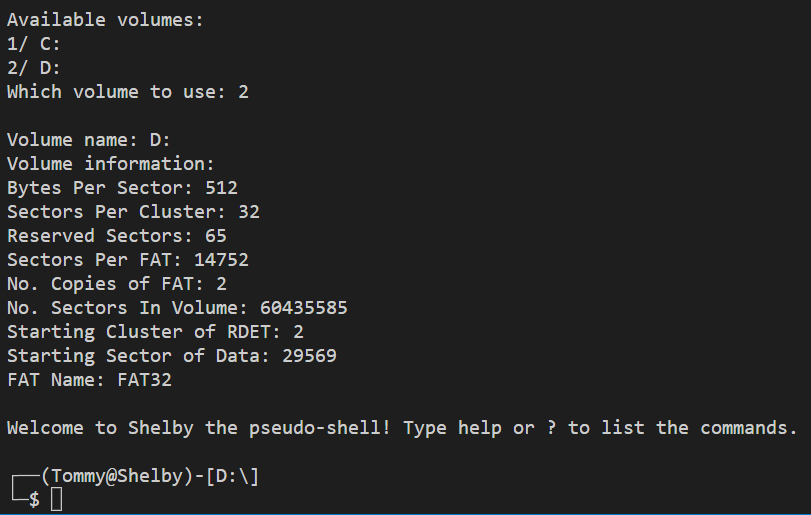 Available volumes:
1/ C:
2/ D:
Which volume to use: 2
Volume name: D:
Volume information:
Bytes Per Sector: 512
Sectors Per Cluster: 32
Reserved Sectors: 65
Sectors Per FAT: 14752
No. Copies of FAT: 2
No. Sectors In Volume: 60435585
Starting Cluster of RDET: 2
Starting Sector of Data: 29569
FAT Name: FAT32
Welcome to Shelby the pseudo-shell! Type help or ? to list the commands.
┌──(Tommy@Shelby)-[D:\]
└─$